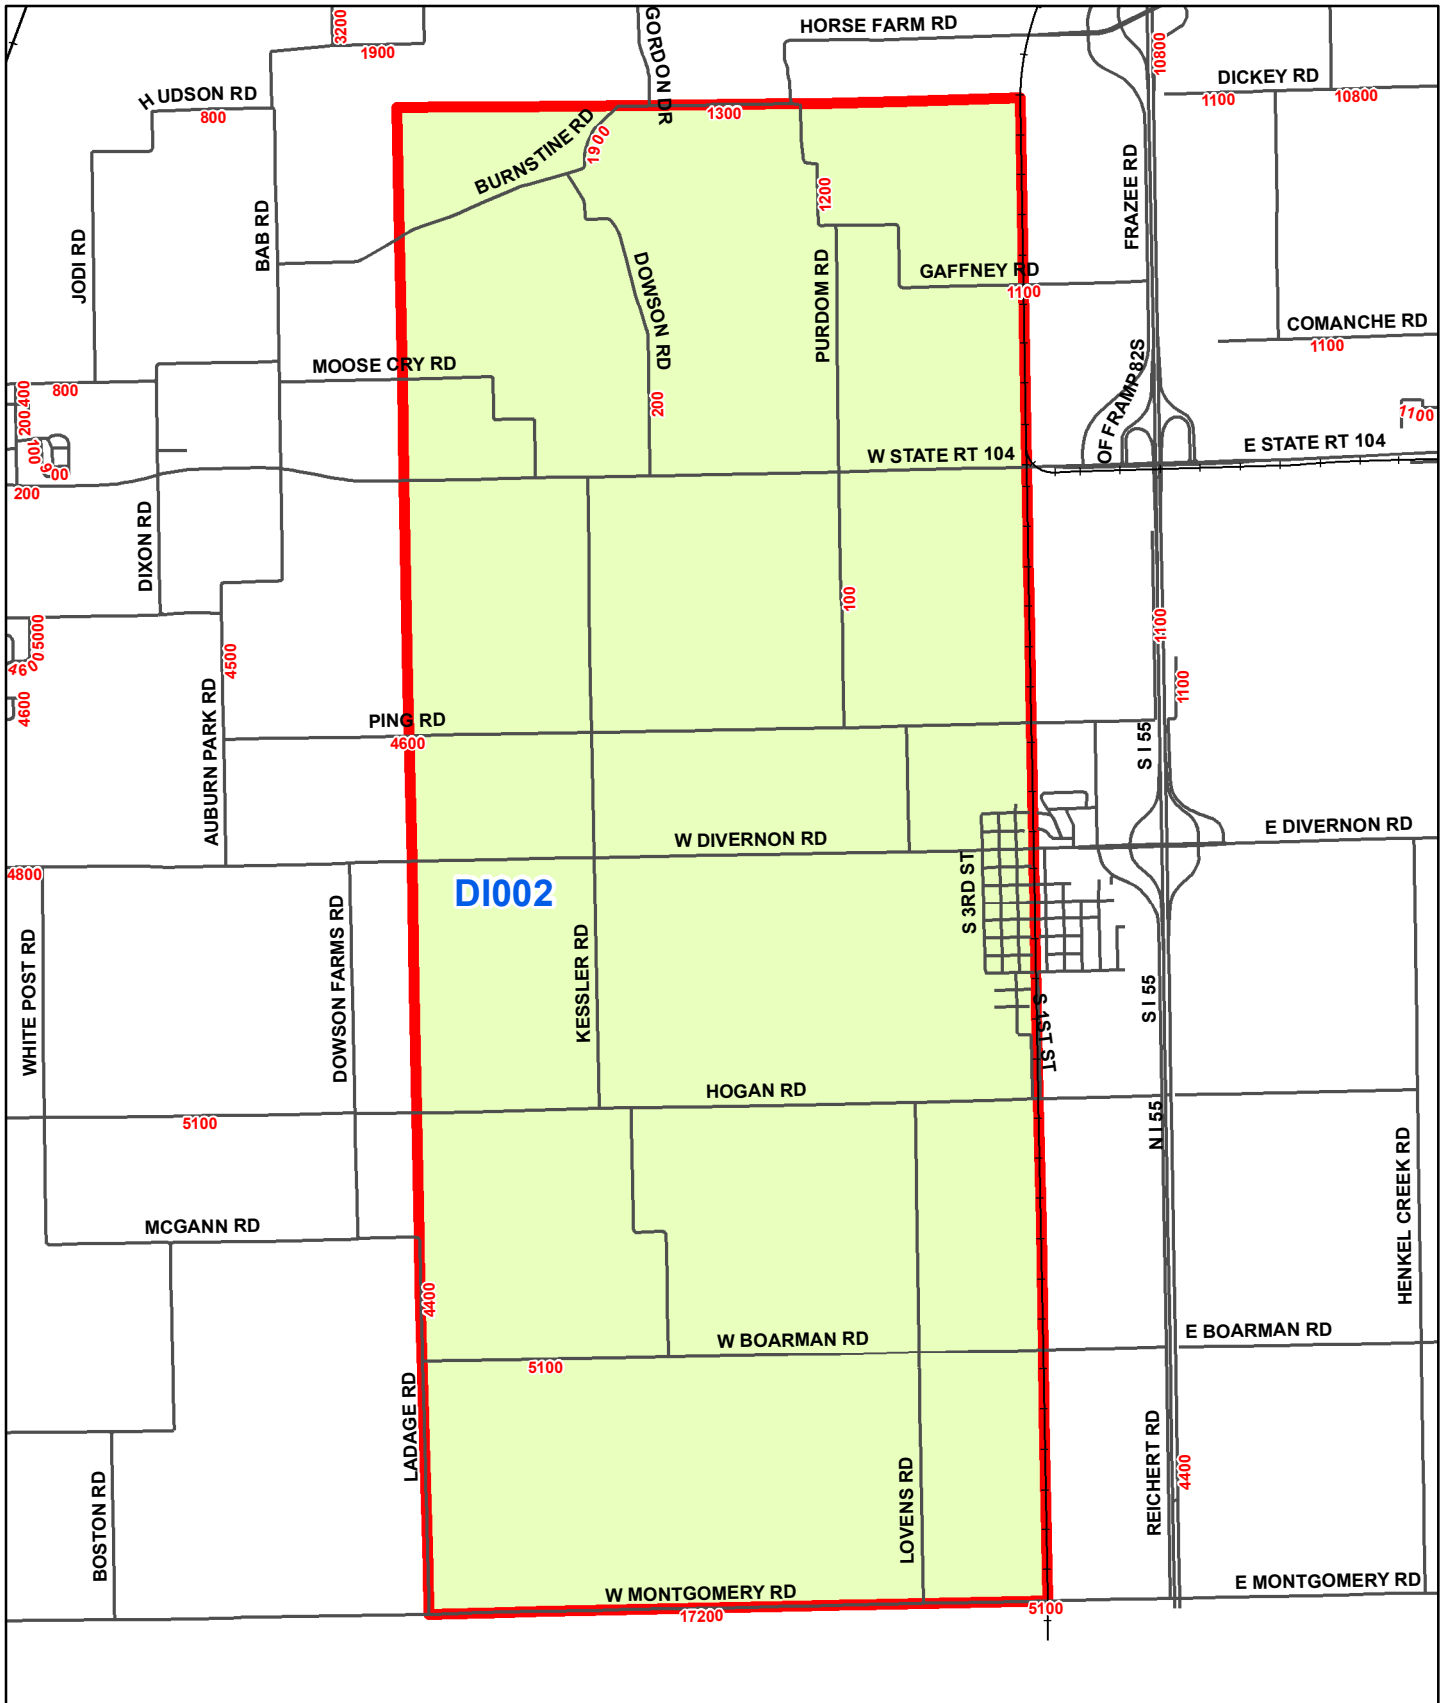 3200
1900
GORDON DR
HORSE FARM RD
10800
DICKEY RD
1100
10800
H UDSON RD
800
1300
BURNSTINE RD
1900
1200
FRAZEE RD
JODI RD
BAB RD
DOWSON RD
PURDOM RD
GAFFNEY RD
1100
COMANCHE RD
1100
MOOSE CRY RD
800
400
200
100
600
200
200
OFFRAMP82S
1100
W STATE RT 104
E STATE RT 104
DIXON RD
100
5000
4600
4600
4500
1100
1100
AUBURN PARK RD
PING RD
4600
S I 55
W DIVERNON RD
E DIVERNON RD
4800
DI002
S 3RD ST
WHITE POST RD
DOWSON FARMS RD
KESSLER RD
S I 55
S 1ST ST
HOGAN RD
5100
N I 55
HENKEL CREEK RD
MCGANN RD
4400
W BOARMAN RD
E BOARMAN RD
5100
LADAGE RD
BOSTON RD
LOVENS RD
REICHERT RD
4400
W MONTGOMERY RD
E MONTGOMERY RD
17200
5100